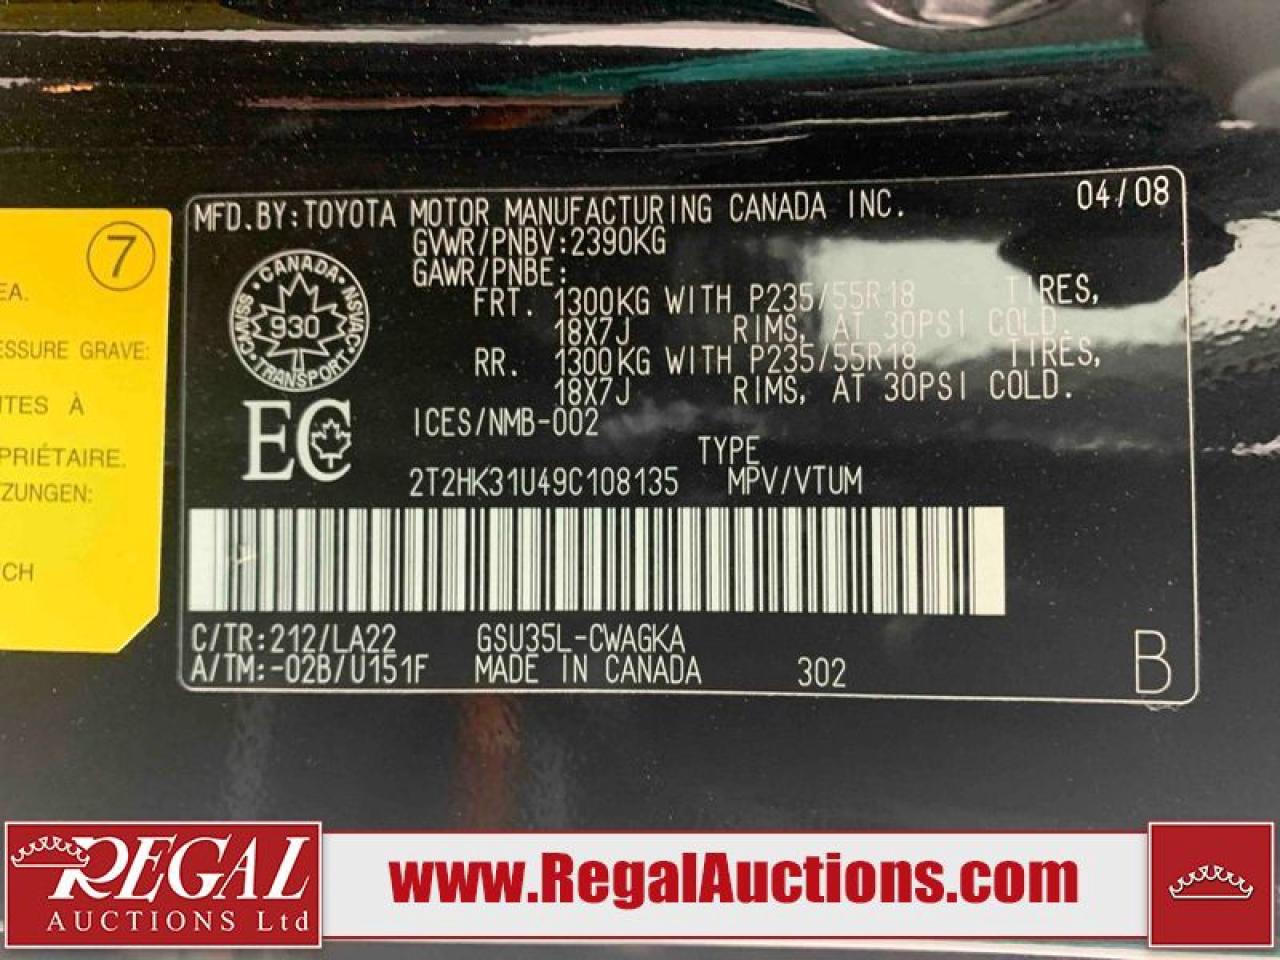 7
EA.
ESSURE GRAVE:
ITES À
PRIÉTAIRE.
ZUNGEN:
CH
MFD.BY:TOYOTA MOTOR MANUFACTURING CANADA INC. 04/08
GVWR/PNBV:2390KG
GAWR/PNBE:
FRT. 1300KG WITH P235/55R18 TIRES,
18X7J RIMS, AT 30PSI COLD.
RR. 1300KG WITH P235/55R18 TIRES,
18X7J RIMS, AT 30PSI COLD.
CANADA
930
TRANSPORT
CMVSS · NSVAC
EC
ICES/NMB-002
TYPE
2T2HK31U49C108135 MPV/VTUM
C/TR:212/LA22 GSU35L-CWAGKA
A/TM:-02B/U151F MADE IN CANADA 302
B
REGAL
AUCTIONS Ltd
www.RegalAuctions.com